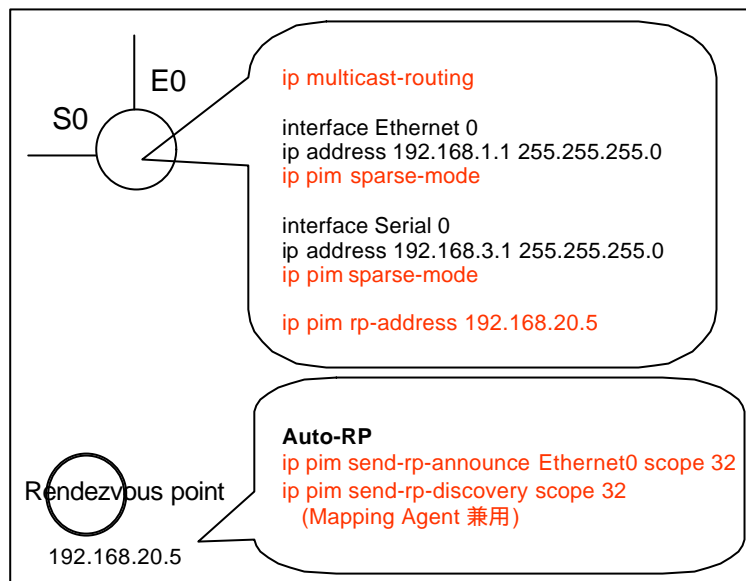 E0
S0
ip multicast-routing
interface Ethernet 0
ip address 192.168.1.1 255.255.255.0
ip pim sparse-mode
interface Serial 0
ip address 192.168.3.1 255.255.255.0
ip pim sparse-mode
ip pim rp-address 192.168.20.5
Auto-RP
ip pim send-rp-announce Ethernet0 scope 32
ip pim send-rp-discovery scope 32
(Mapping Agent 兼用)
Rendezvous point
192.168.20.5